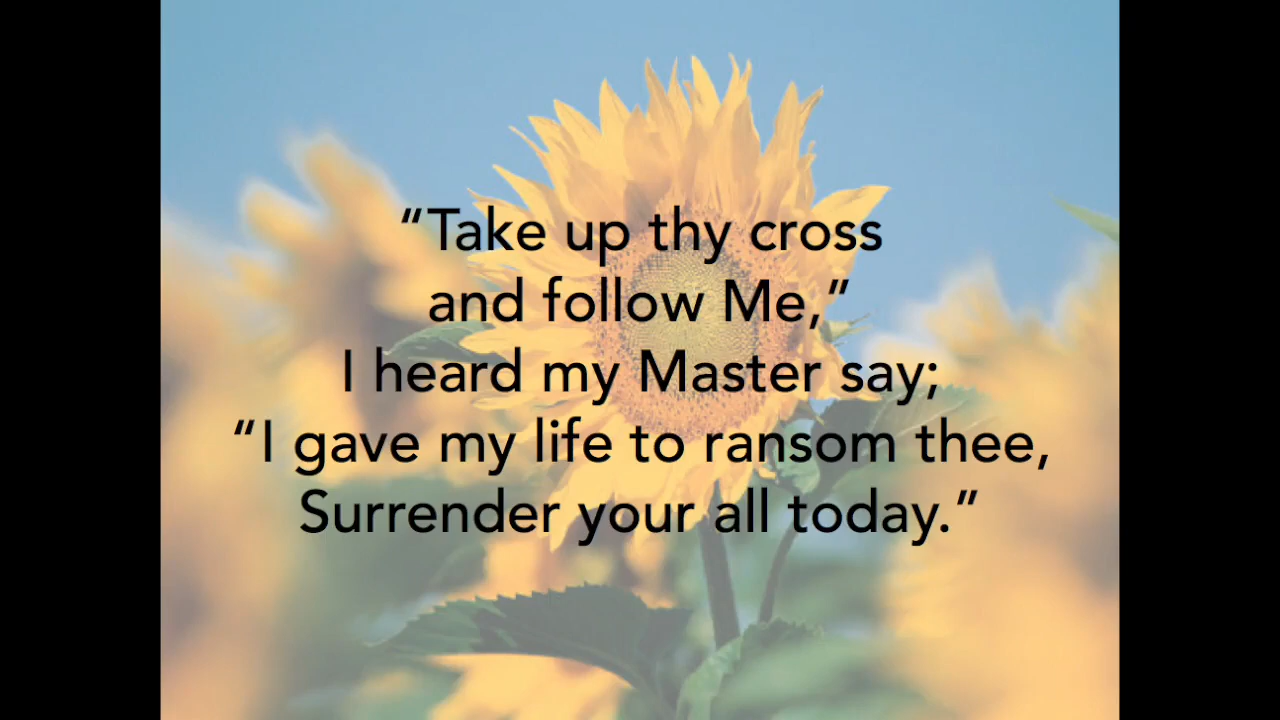 “Take up thy cross
and follow Me,”
I heard my Master say;
“I gave my life to ransom thee,
Surrender your all today.”